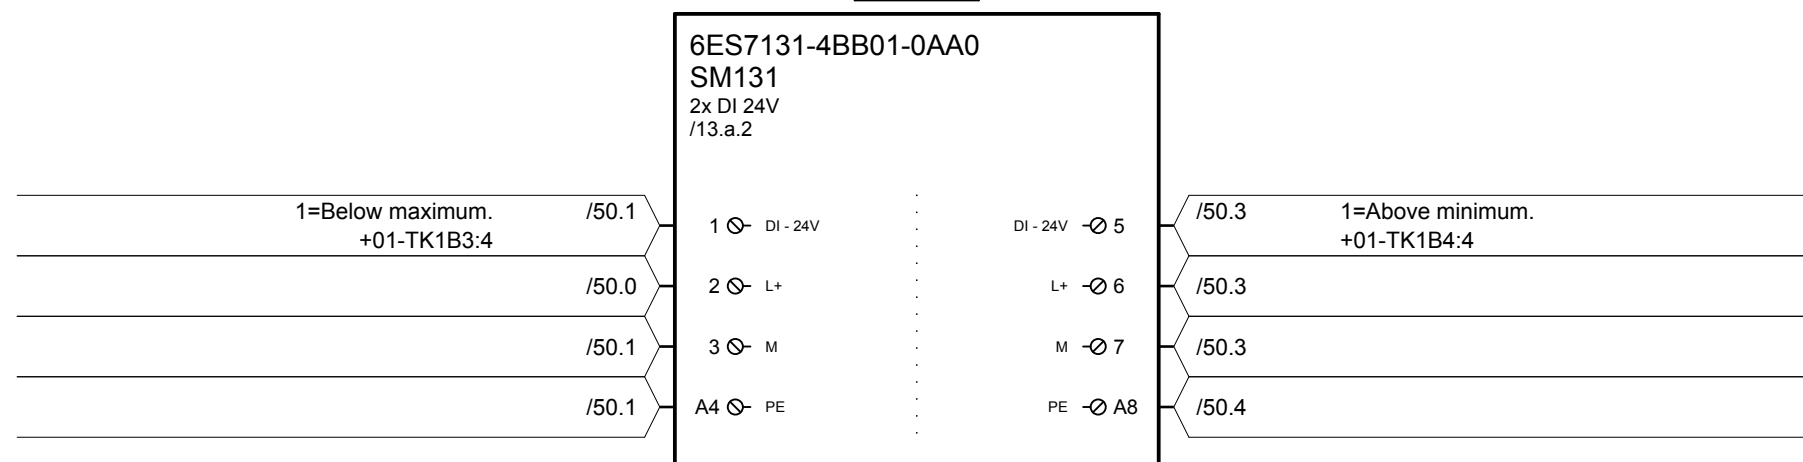 6ES7131-4BB01-0AA0
SM131
2x DI 24V
/13.a.2
1=Below maximum. /50.1 1 DI - 24V DI - 24V 5 /50.3 1=Above minimum.
+01-TK1B3:4 +01-TK1B4:4
/50.0 2 L+ L+ 6 /50.3
/50.1 3 M M 7 /50.3
/50.1 A4 PE PE A8 /50.4